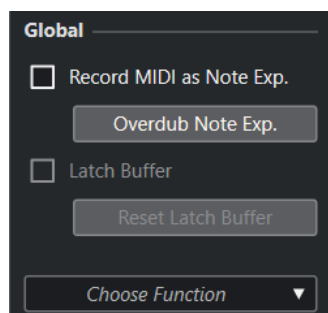 Global
Record MIDI as Note Exp.
Overdub Note Exp.
Latch Buffer
Reset Latch Buffer
Choose Function